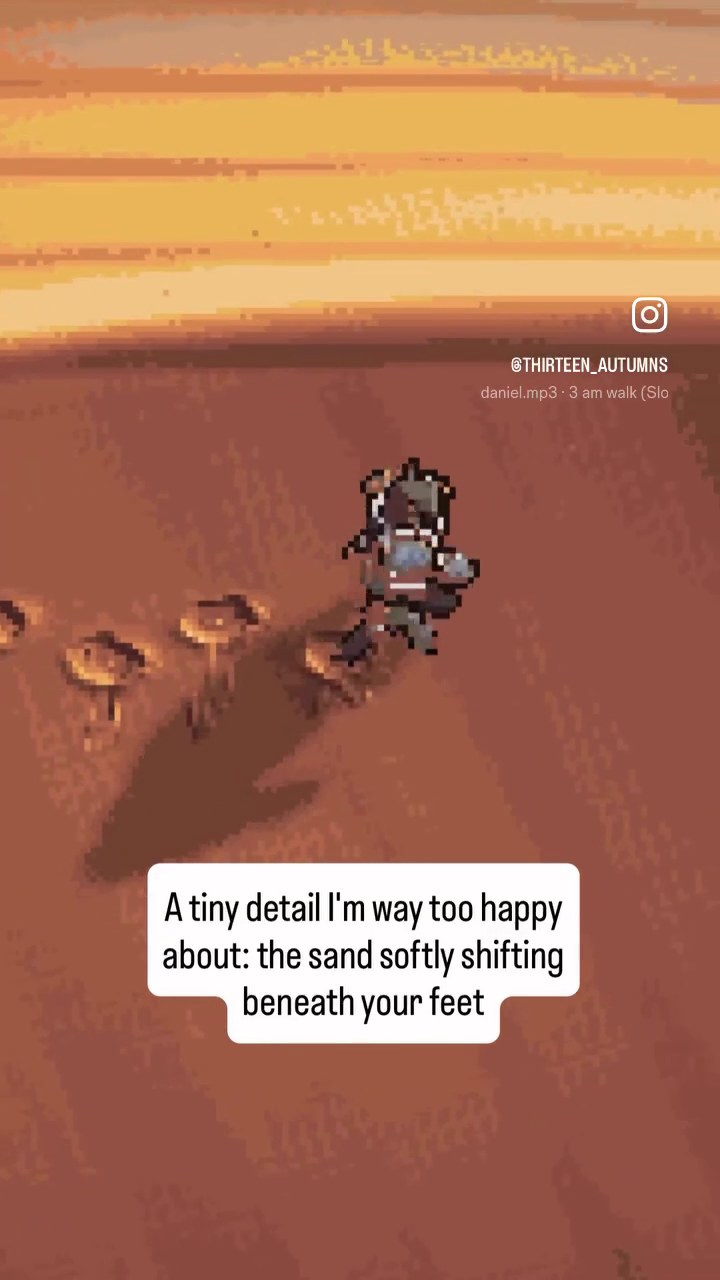 @THIRTEEN_AUTUMNS
daniel.mp3 · 3 am walk (Slo
A tiny detail I'm way too happy
about: the sand softly shifting
beneath your feet